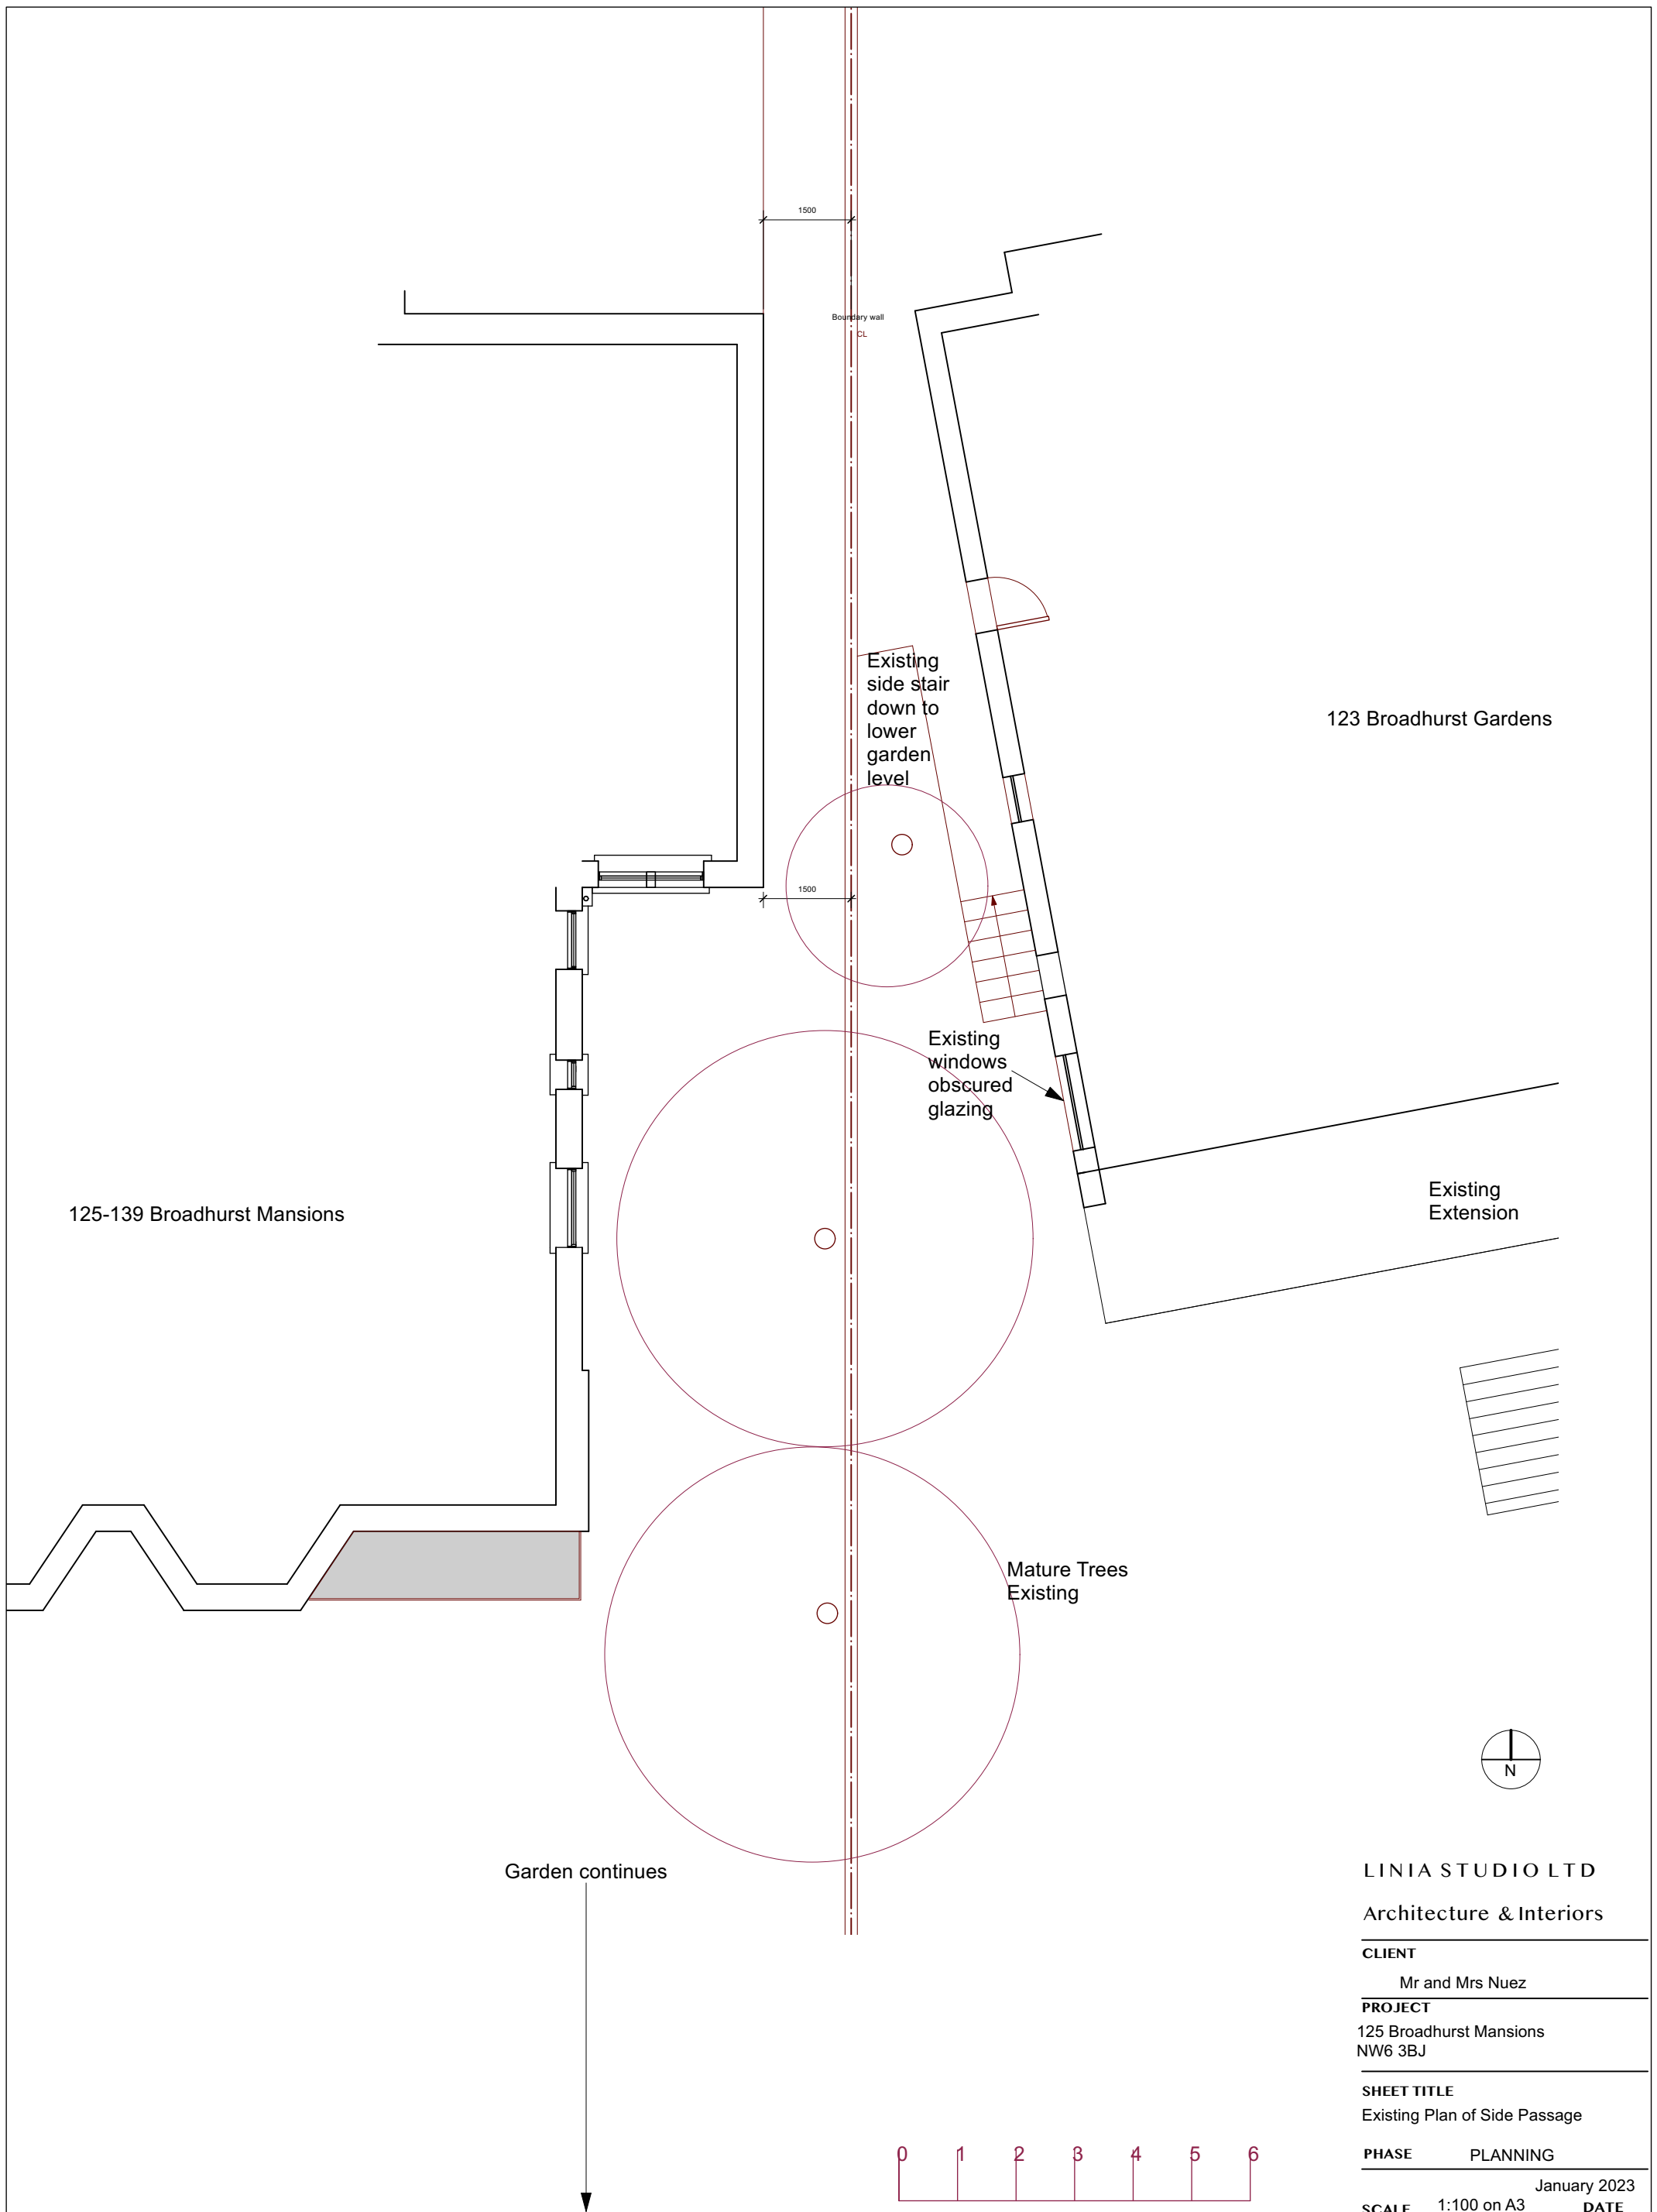 1500
Boundary wall
CL
Existing
side stair
down to
lower
garden
level
123 Broadhurst Gardens
1500
Existing
windows
obscured
glazing
125-139 Broadhurst Mansions
Existing
Extension
Mature Trees
Existing
N
Garden continues
LINIA STUDIO LTD
Architecture & Interiors
CLIENT
Mr and Mrs Nuez
PROJECT
125 Broadhurst Mansions
NW6 3BJ
SHEET TITLE
Existing Plan of Side Passage
PHASE PLANNING
January 2023
SCALE 1:100 on A3 DATE
0 1 2 3 4 5 6